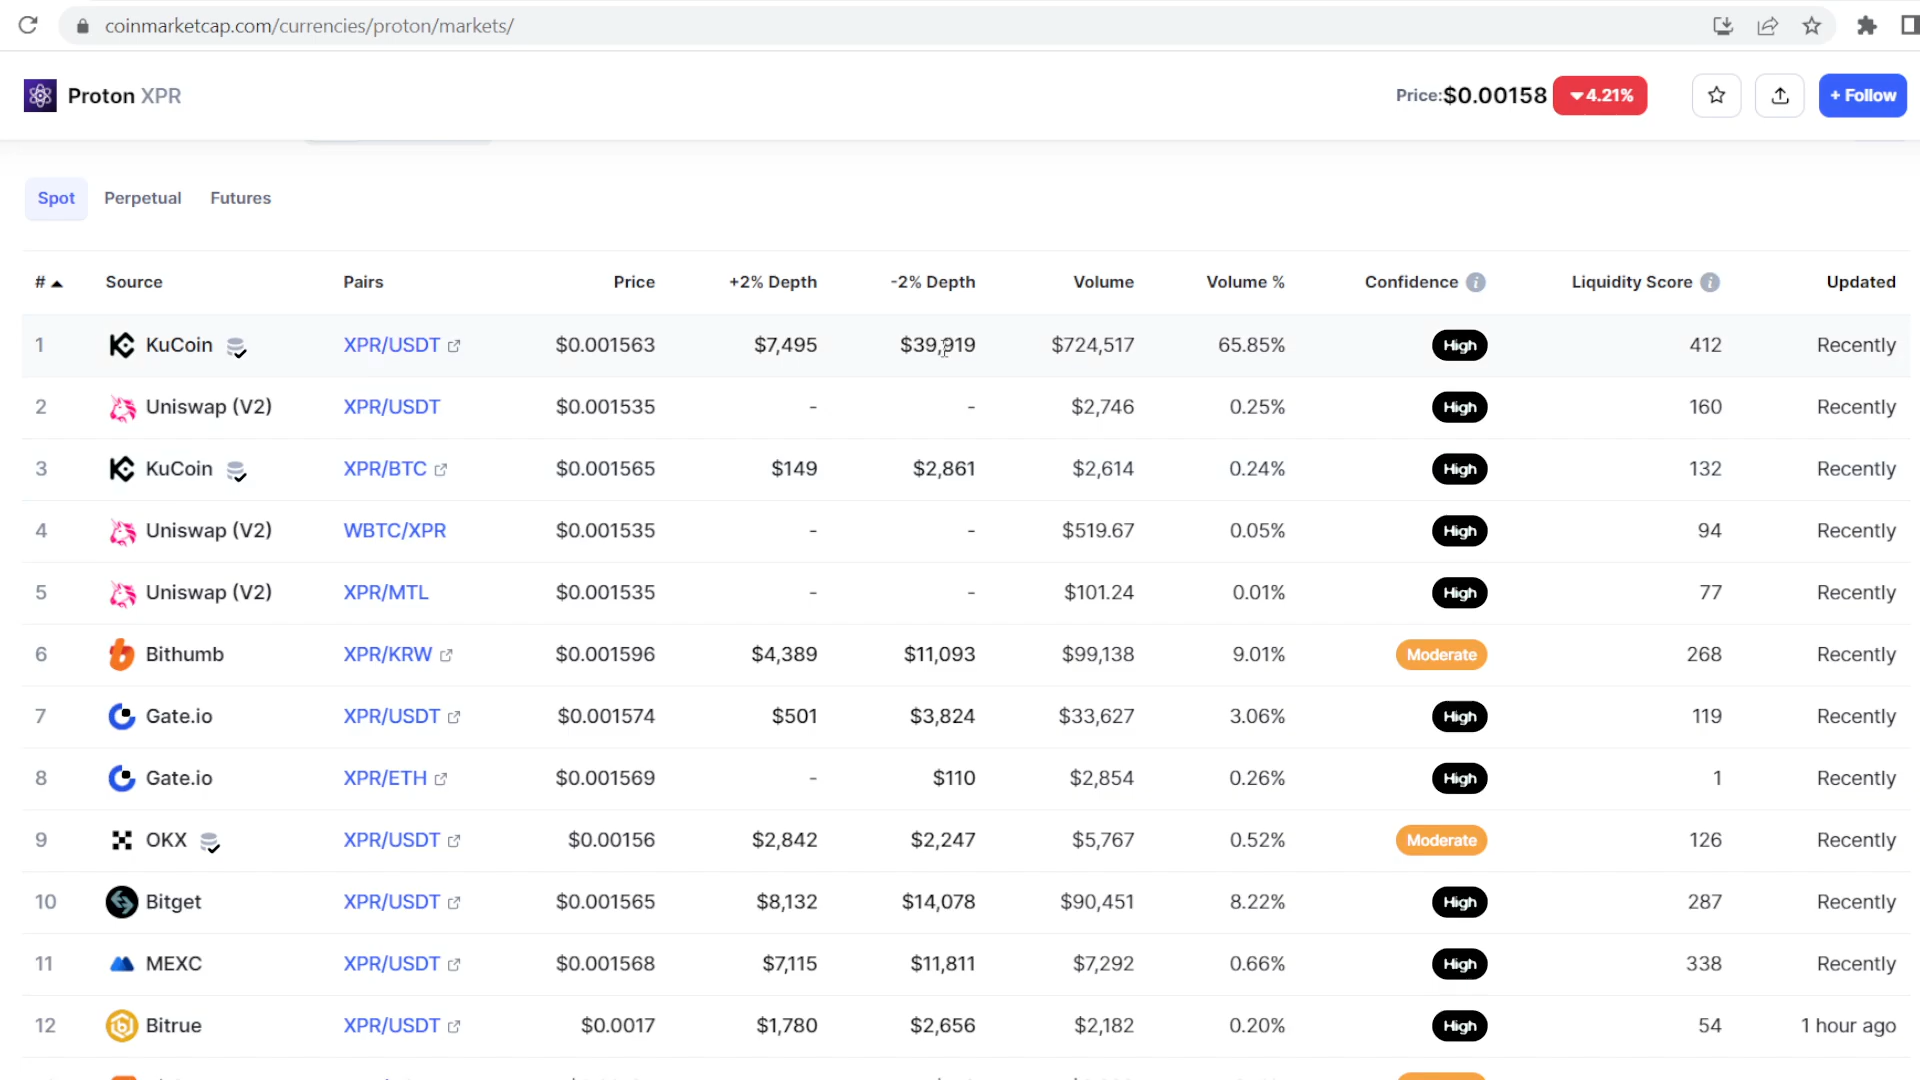 coinmarketcap.com/currencies/proton/markets/
Proton XPR
Price:$0.00158 4.21%
+ Follow
Spot Perpetual Futures
# Source Pairs Price +2% Depth -2% Depth Volume Volume % Confidence Liquidity Score Updated
1 KuCoin XPR/USDT $0.001563 $7,495 $39,919 $724,517 65.85% High 412 Recently
2 Uniswap (V2) XPR/USDT $0.001535 - - $2,746 0.25% High 160 Recently
3 KuCoin XPR/BTC $0.001565 $149 $2,861 $2,614 0.24% High 132 Recently
4 Uniswap (V2) WBTC/XPR $0.001535 - - $519.67 0.05% High 94 Recently
5 Uniswap (V2) XPR/MTL $0.001535 - - $101.24 0.01% High 77 Recently
6 Bithumb XPR/KRW $0.001596 $4,389 $11,093 $99,138 9.01% Moderate 268 Recently
7 Gate.io XPR/USDT $0.001574 $501 $3,824 $33,627 3.06% High 119 Recently
8 Gate.io XPR/ETH $0.001569 - $110 $2,854 0.26% High 1 Recently
9 OKX XPR/USDT $0.00156 $2,842 $2,247 $5,767 0.52% Moderate 126 Recently
10 Bitget XPR/USDT $0.001565 $8,132 $14,078 $90,451 8.22% High 287 Recently
11 MEXC XPR/USDT $0.001568 $7,115 $11,811 $7,292 0.66% High 338 Recently
12 Bitrue XPR/USDT $0.0017 $1,780 $2,656 $2,182 0.20% High 54 1 hour ago